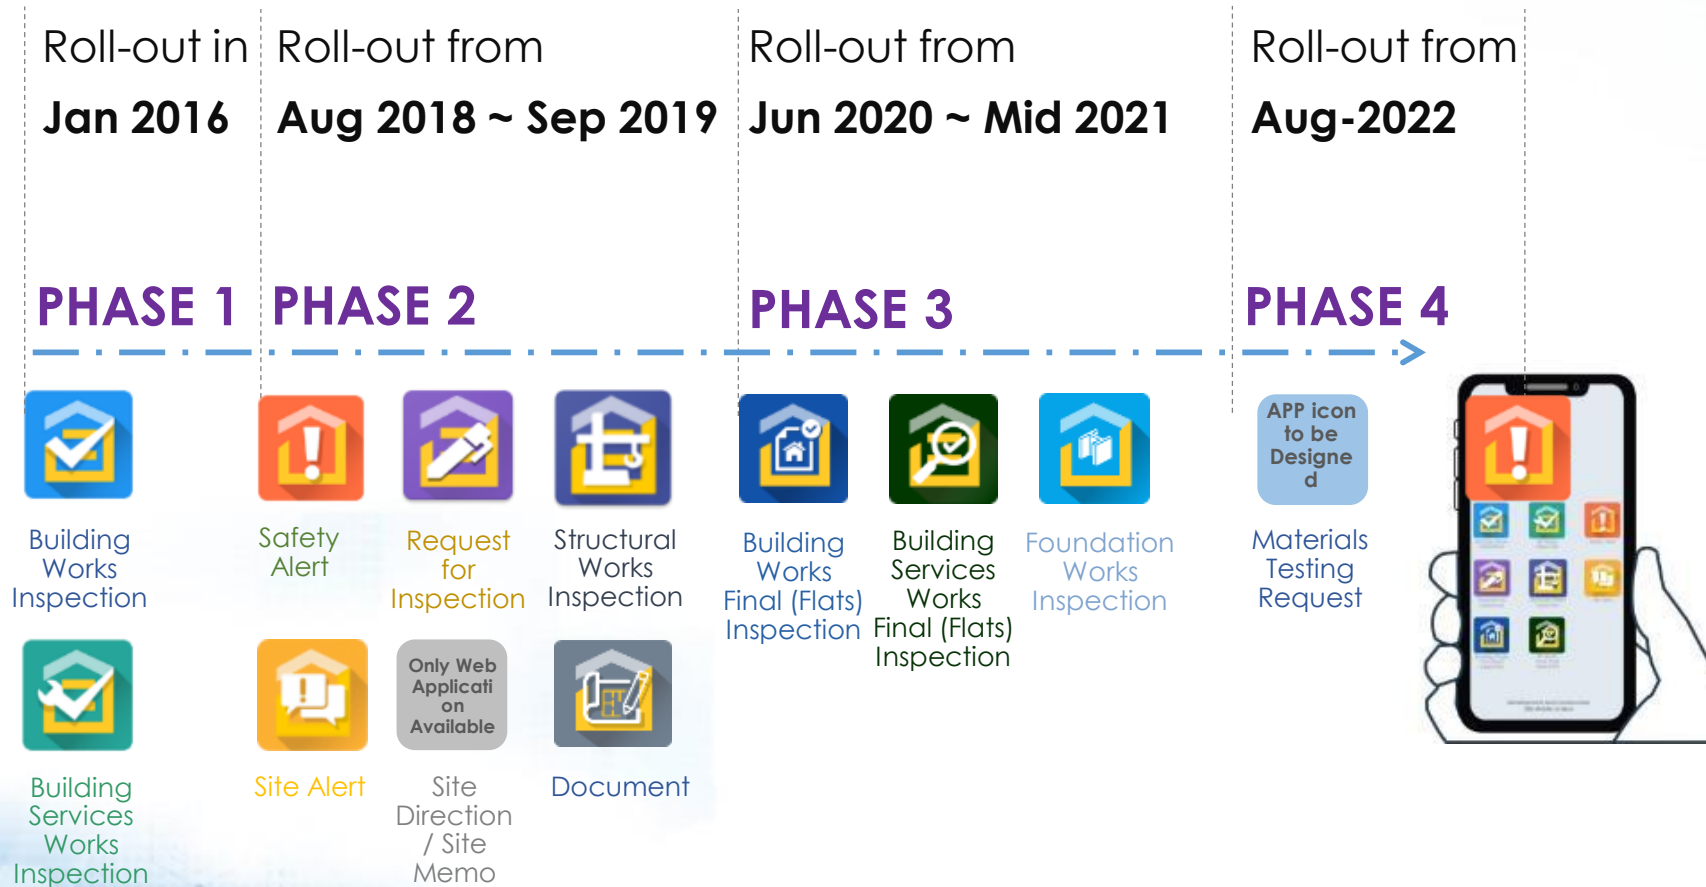 Roll-out in
Jan 2016
Roll-out from
Aug 2018 ~ Sep 2019
Roll-out from
Jun 2020 ~ Mid 2021
Roll-out from
Aug-2022
PHASE 1
PHASE 2
PHASE 3
PHASE 4
Building
Works
Inspection
Safety
Alert
Request
for
Inspection
Structural
Works
Inspection
Building
Works
Final (Flats)
Inspection
Building
Services
Works
Final (Flats)
Inspection
Foundation
Works
Inspection
APP icon
to be
Designe
d
Materials
Testing
Request
Building
Services
Works
Inspection
Site Alert
Only Web
Applicati
on
Available
Site
Direction
/ Site
Memo
Document